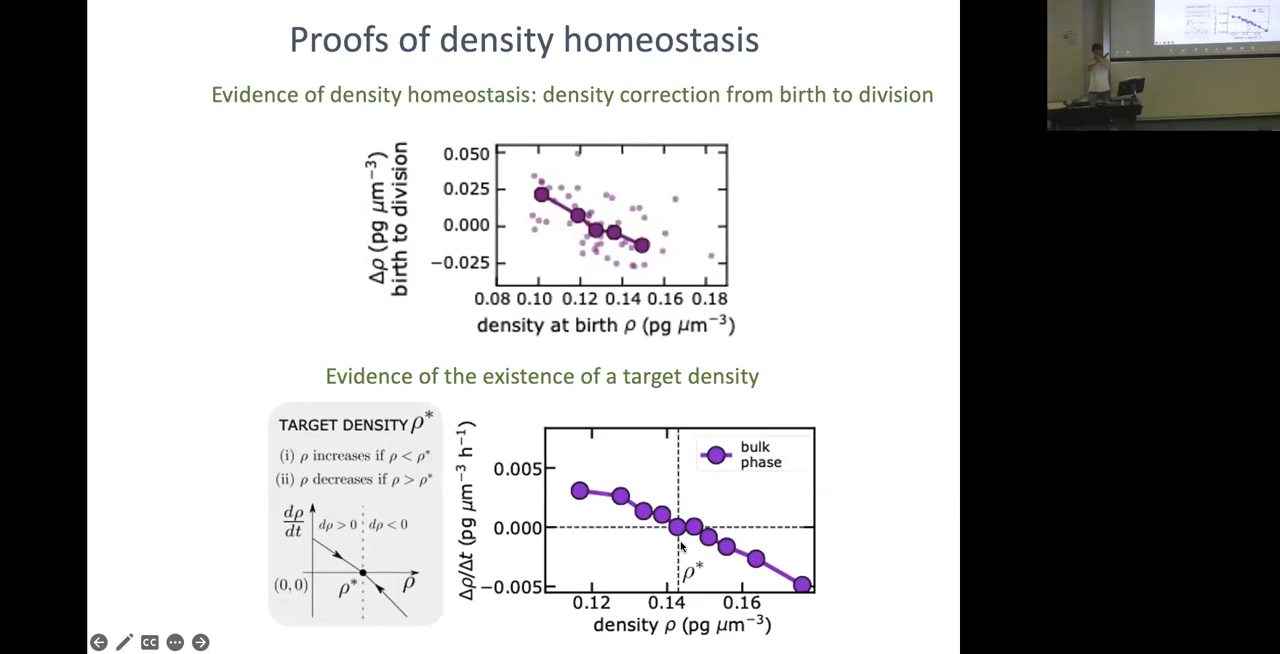 Proofs of density homeostasis
Evidence of density homeostasis: density correction from birth to division
Δρ (pg μm⁻³)
birth to division
0.050
0.025
0.000
−0.025
0.08 0.10 0.12 0.14 0.16 0.18
density at birth ρ (pg μm⁻³)
Evidence of the existence of a target density
TARGET DENSITY ρ*
(i) ρ increases if ρ < ρ*
(ii) ρ decreases if ρ > ρ*
dρ
dt
dρ > 0
dρ < 0
(0, 0)
ρ*
ρ
Δρ/Δt (pg μm⁻³ h⁻¹)
0.005
0.000
−0.005
bulk
phase
ρ*
0.12 0.14 0.16
density ρ (pg μm⁻³)
CC